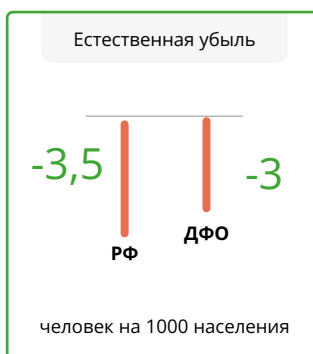 Естественная убыль
-3,5
-3
ДФО
РФ
человек на 1000 населения